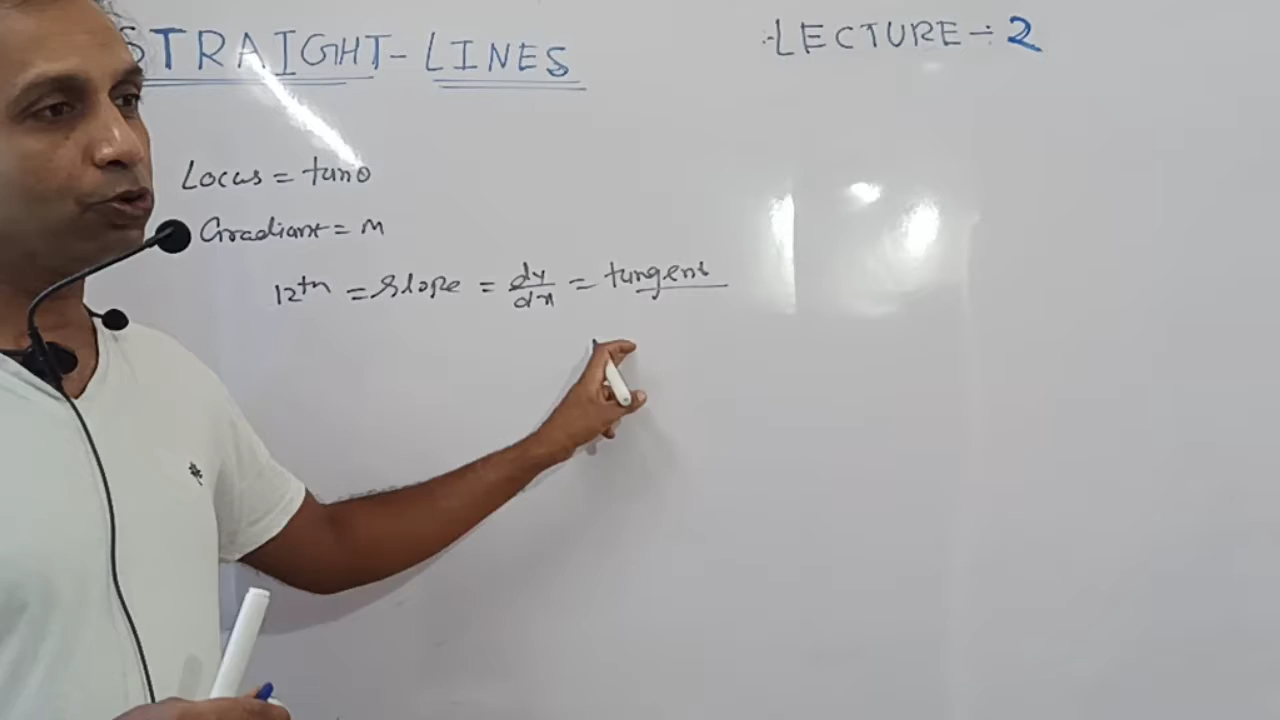 STRAIGHT-LINES
LECTURE-2
Locus = tanθ
Gradiant = M
12th = Slope = dy/dx = tangent